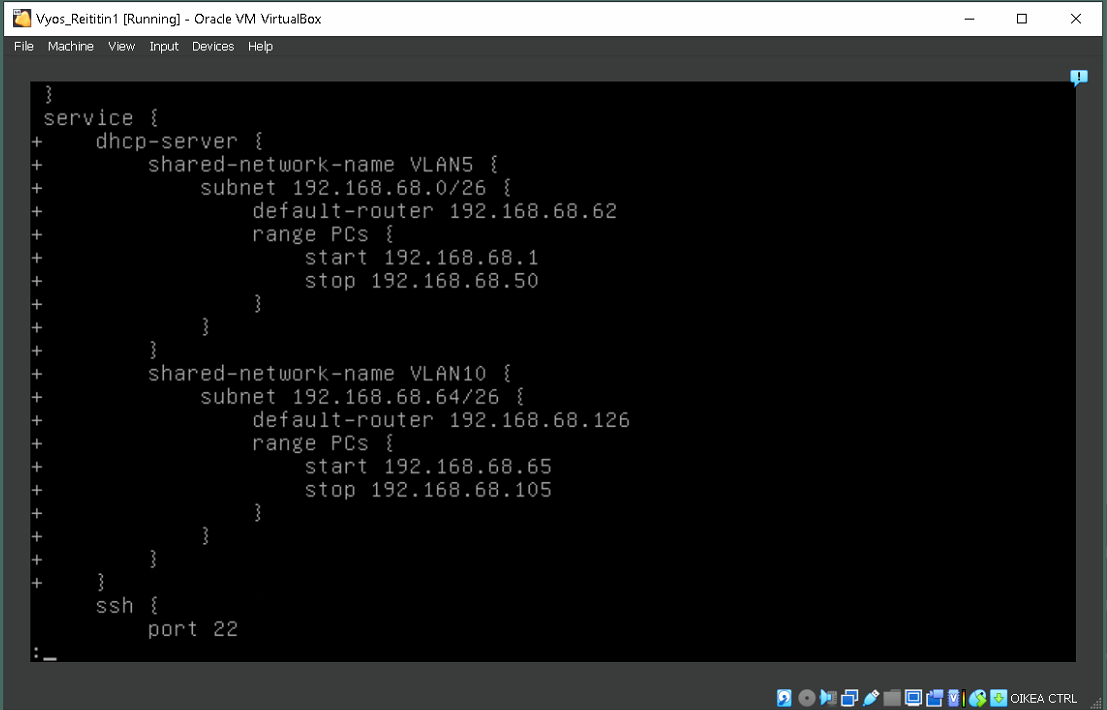 Vyos_Reititin1 [Running] - Oracle VM VirtualBox
File Machine View Input Devices Help
}
service {
+    dhcp-server {
+        shared-network-name VLAN5 {
+            subnet 192.168.68.0/26 {
+                default-router 192.168.68.62
+                range PCs {
+                    start 192.168.68.1
+                    stop 192.168.68.50
+                }
+            }
+        }
+        shared-network-name VLAN10 {
+            subnet 192.168.68.64/26 {
+                default-router 192.168.68.126
+                range PCs {
+                    start 192.168.68.65
+                    stop 192.168.68.105
+                }
+            }
+        }
+    }
     ssh {
         port 22
:_
OIKEA CTRL